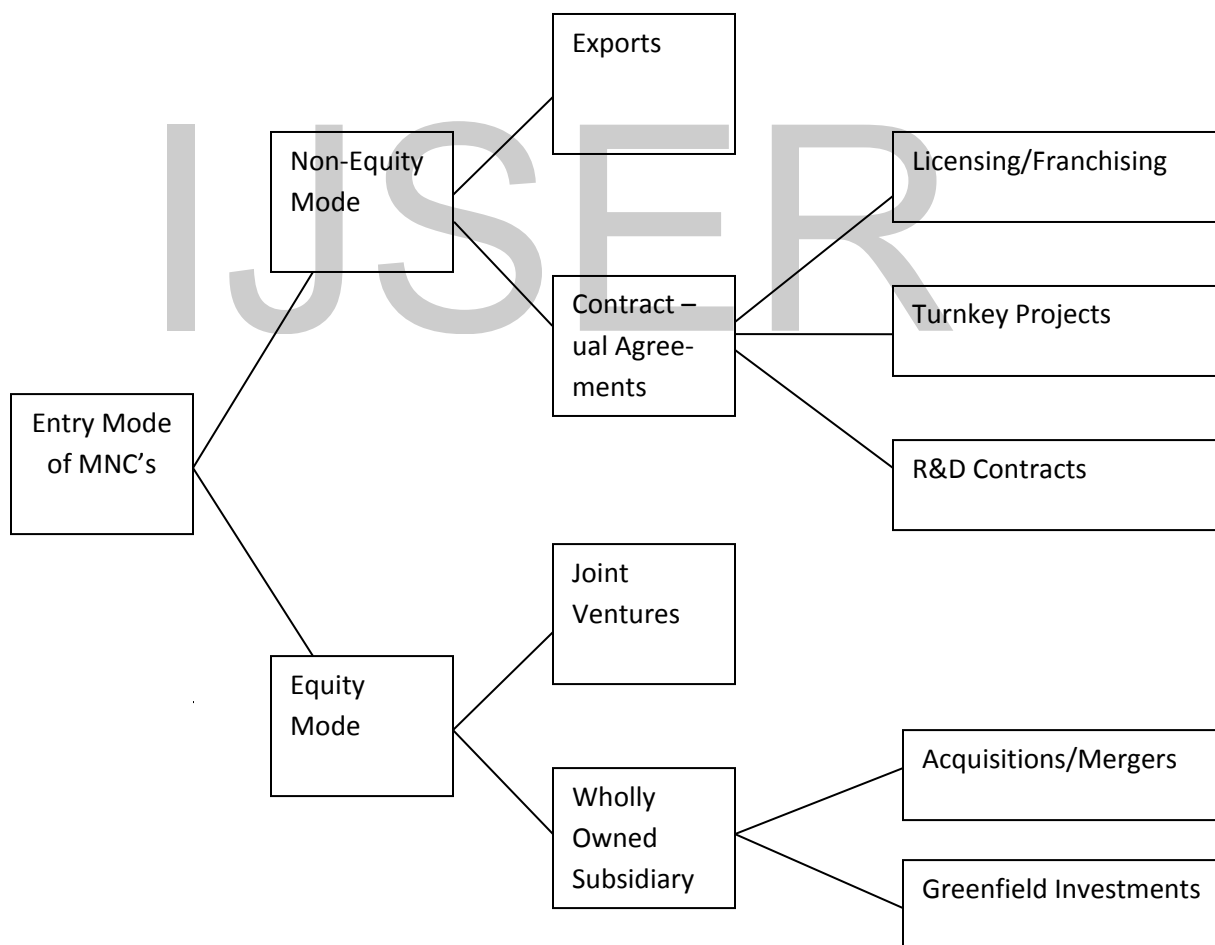 Exports
IJSER
Non-Equity
Mode
Licensing/Franchising
Contract –
ual Agree-
ments
Turnkey Projects
Entry Mode
of MNC’s
R&D Contracts
Joint
Ventures
Equity
Mode
Acquisitions/Mergers
Wholly
Owned
Subsidiary
Greenfield Investments